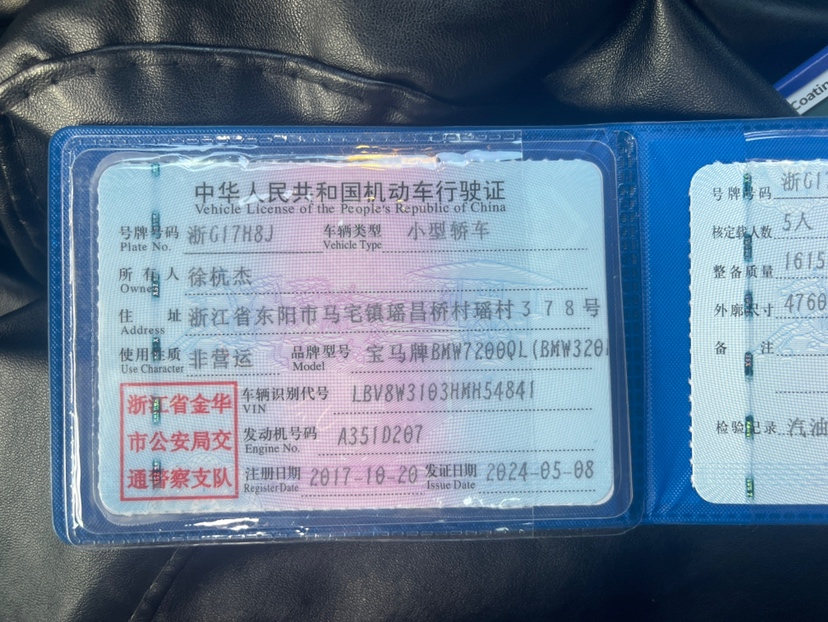 中华人民共和国机动车行驶证
Vehicle License of the People's Republic of China
号牌号码 浙G17H8J 车辆类型 小型轿车
Plate No. Vehicle Type
所有人 徐杭杰
Owner
住址 浙江省东阳市马宅镇瑶昌桥村瑶村378号
Address
使用性质 非营运 品牌型号 宝马牌BMW7200QL(BMW320
Use Character Model
浙江省金华
市公安局交
通警察支队
车辆识别代号 LBV8W3103HMH54841
VIN
发动机号码 A351D207
Engine No.
注册日期 2017-10-20 发证日期 2024-05-08
Register Date Issue Date
号牌号码 浙G17
核定载人数 5人
整备质量 1615
外廓尺寸 4760
备注
检验记录 汽油
Coatin